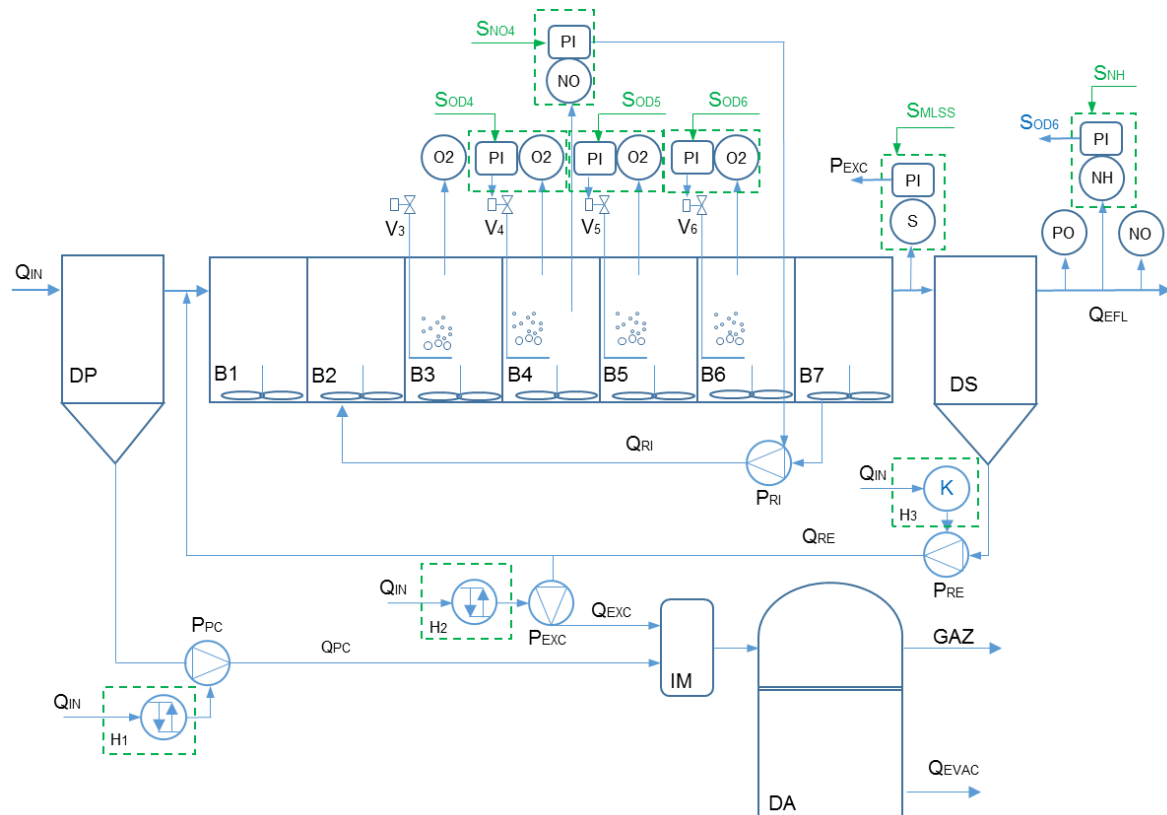 SNO4
PI
NO
SOD4
SOD5
SOD6
SNH
SMLSS
SOD6
O2
PI
O2
PI
O2
PI
O2
PEXC
PI
PI
NH
S
PO
NO
V3
V4
V5
V6
QIN
QEFL
DP
B1
B2
B3
B4
B5
B6
B7
DS
QRI
PRI
QIN
K
H3
QRE
PRE
QIN
H2
PEXC
QEXC
PPC
QPC
IM
GAZ
QIN
H1
QEVAC
DA